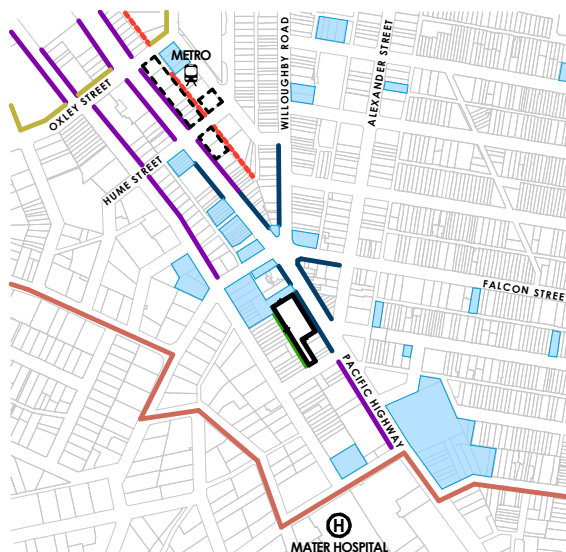 METRO
OXLEY STREET
WILLOUGHBY ROAD
ALEXANDER STREET
HUME STREET
FALCON STREE
PACIFIC HIGHWAY
H
MATER HOSPITAL